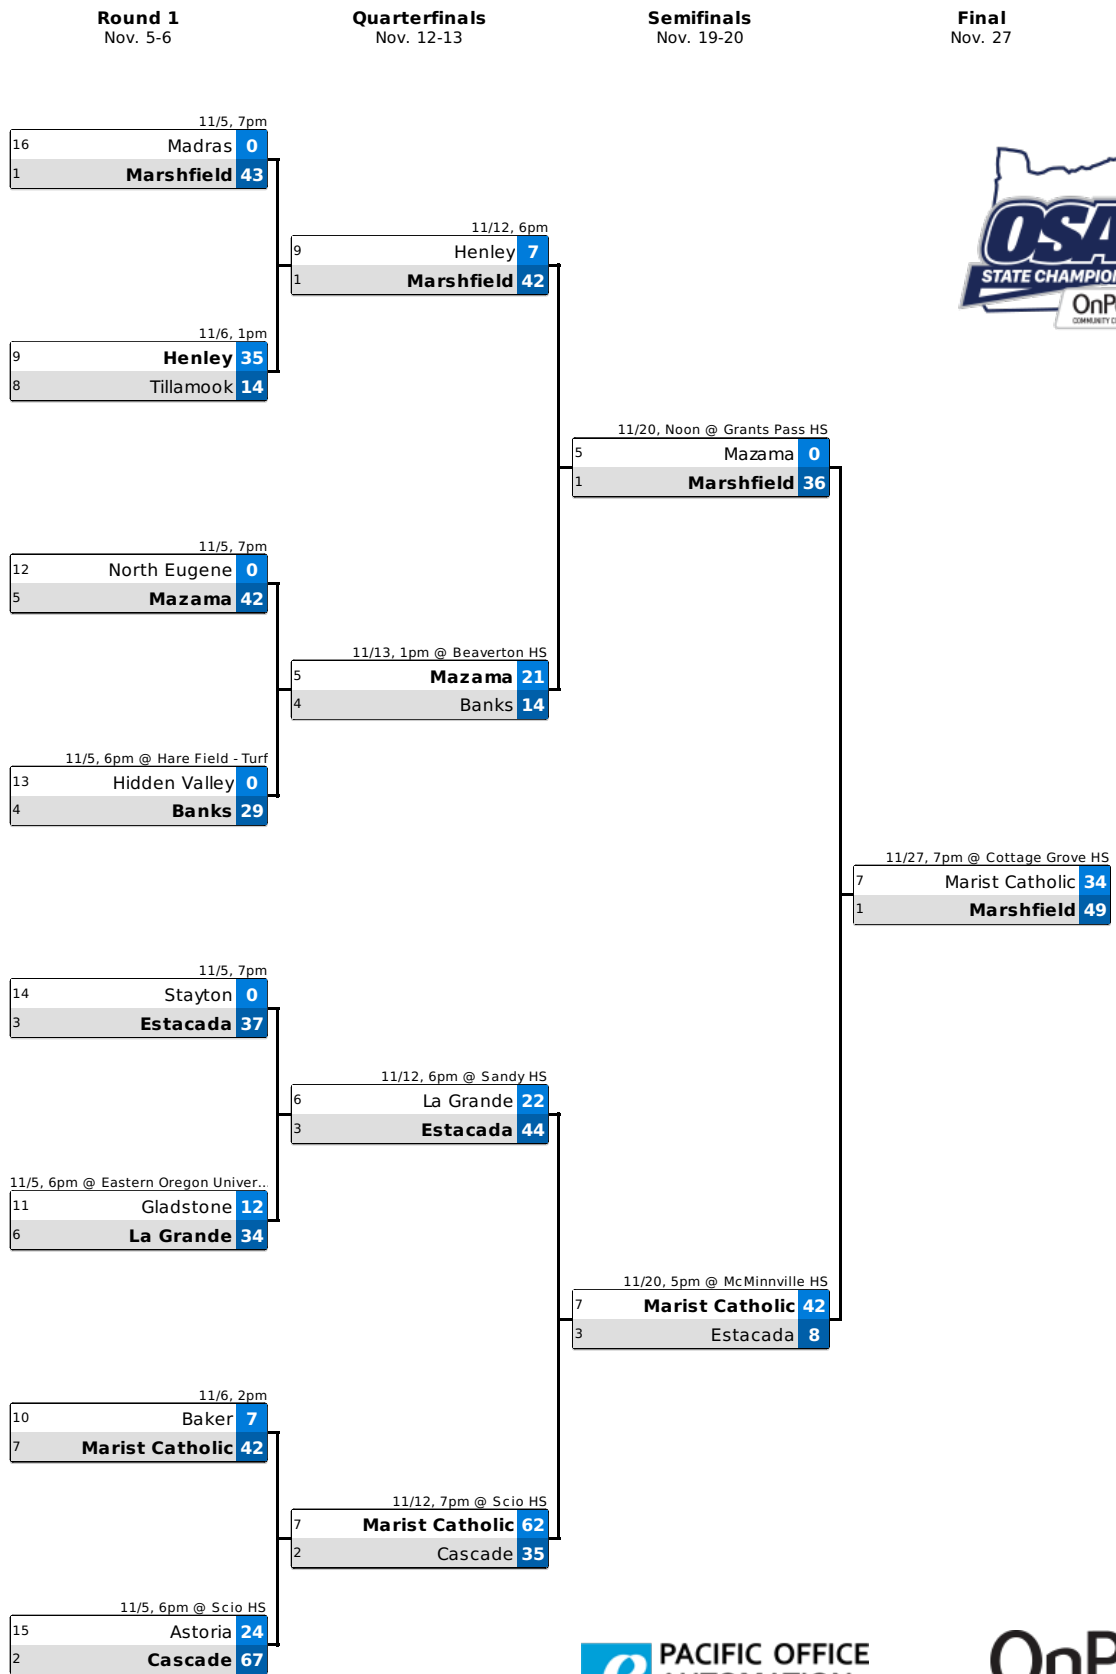 Round 1
Nov. 5-6
Quarterfinals
Nov. 12-13
Semifinals
Nov. 19-20
Final
Nov. 27
11/5, 7pm
16 Madras 0
1 Marshfield 43
11/12, 6pm
9 Henley 7
1 Marshfield 42
11/6, 1pm
9 Henley 35
8 Tillamook 14
11/20, Noon @ Grants Pass HS
5 Mazama 0
1 Marshfield 36
11/5, 7pm
12 North Eugene 0
5 Mazama 42
11/13, 1pm @ Beaverton HS
5 Mazama 21
4 Banks 14
11/5, 6pm @ Hare Field - Turf
13 Hidden Valley 0
4 Banks 29
11/27, 7pm @ Cottage Grove HS
7 Marist Catholic 34
1 Marshfield 49
11/5, 7pm
14 Stayton 0
3 Estacada 37
11/12, 6pm @ Sandy HS
6 La Grande 22
3 Estacada 44
11/5, 6pm @ Eastern Oregon Univer...
11 Gladstone 12
6 La Grande 34
11/20, 5pm @ McMinnville HS
7 Marist Catholic 42
3 Estacada 8
11/6, 2pm
10 Baker 7
7 Marist Catholic 42
11/12, 7pm @ Scio HS
7 Marist Catholic 62
2 Cascade 35
11/5, 6pm @ Scio HS
15 Astoria 24
2 Cascade 67
OSA
STATE CHAMPION
OnP
COMMUNITY C
PACIFIC OFFICE
AUTOMATION
OnP